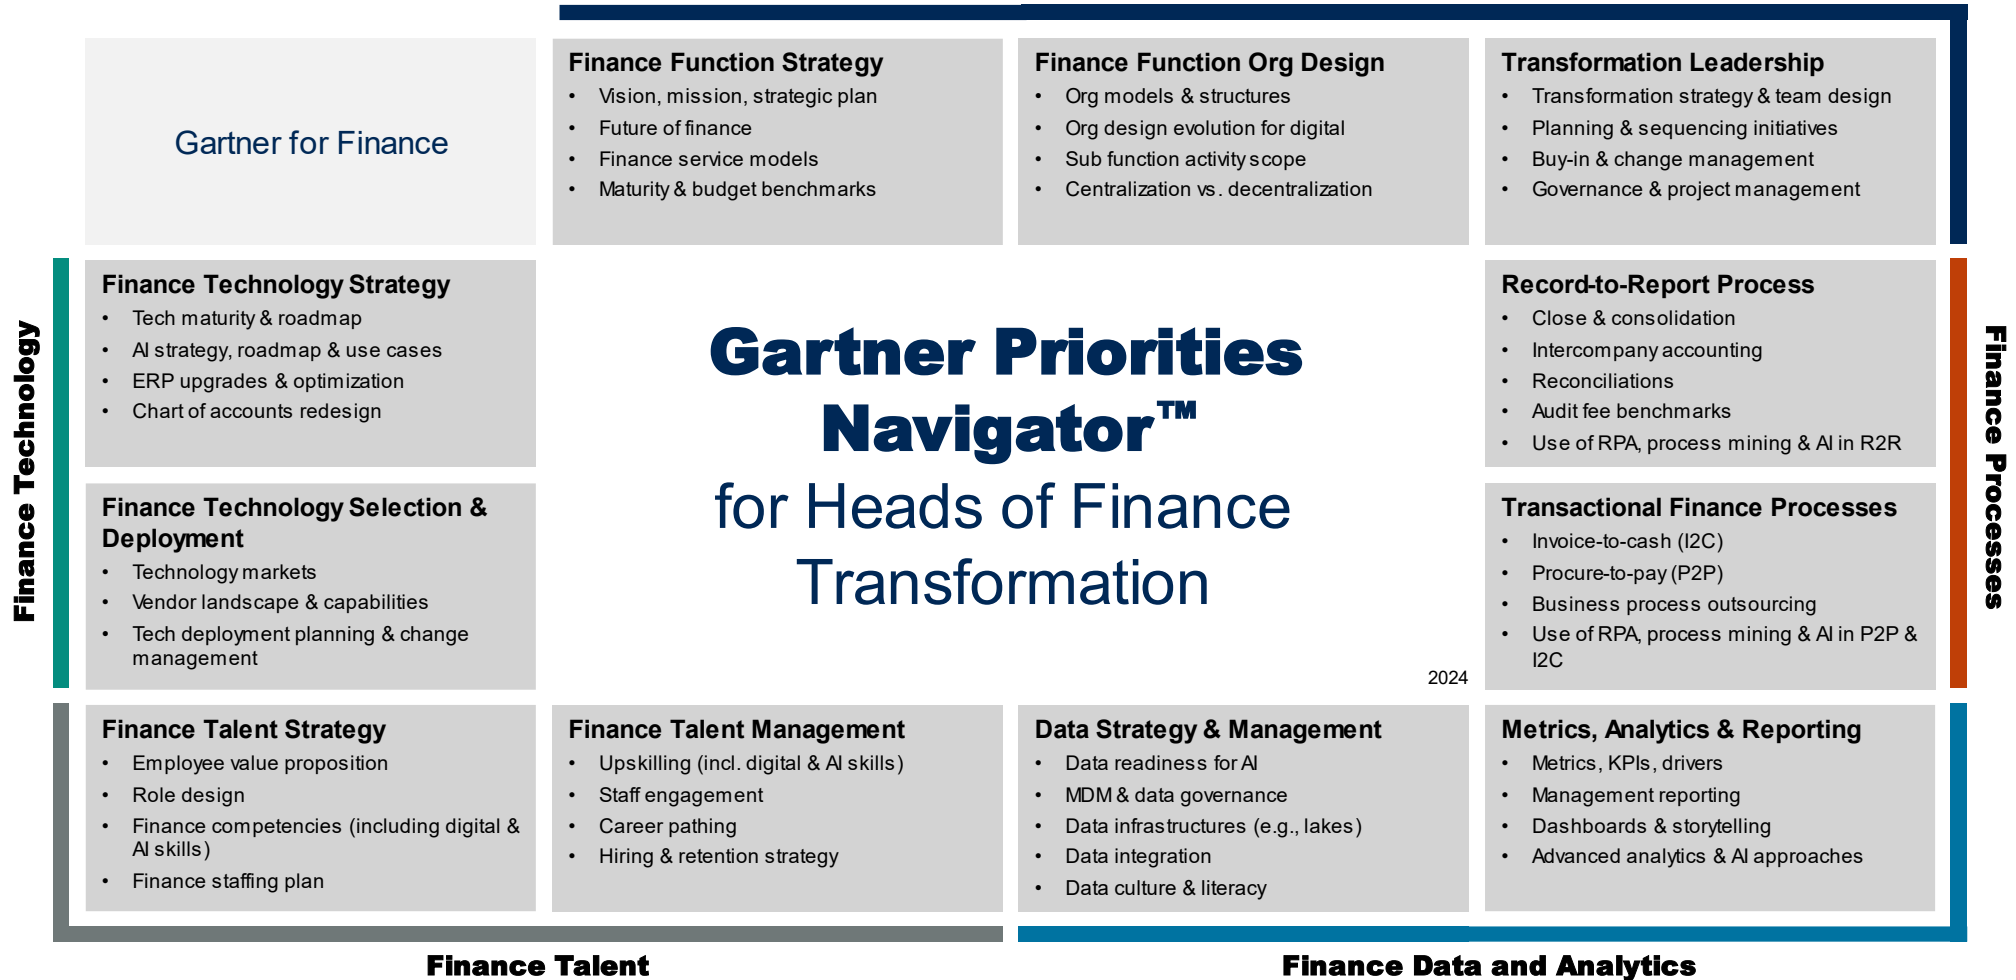 Gartner for Finance
Finance Function Strategy
• Vision, mission, strategic plan
• Future of finance
• Finance service models
• Maturity & budget benchmarks
Finance Function Org Design
• Org models & structures
• Org design evolution for digital
• Sub function activity scope
• Centralization vs. decentralization
Transformation Leadership
• Transformation strategy & team design
• Planning & sequencing initiatives
• Buy-in & change management
• Governance & project management
Finance Technology
Finance Technology Strategy
• Tech maturity & roadmap
• AI strategy, roadmap & use cases
• ERP upgrades & optimization
• Chart of accounts redesign
Finance Technology Selection &
Deployment
• Technology markets
• Vendor landscape & capabilities
• Tech deployment planning & change
management
Gartner Priorities
Navigator™
for Heads of Finance
Transformation
2024
Record-to-Report Process
• Close & consolidation
• Intercompany accounting
• Reconciliations
• Audit fee benchmarks
• Use of RPA, process mining & AI in R2R
Transactional Finance Processes
• Invoice-to-cash (I2C)
• Procure-to-pay (P2P)
• Business process outsourcing
• Use of RPA, process mining & AI in P2P &
I2C
Finance Processes
Finance Talent Strategy
• Employee value proposition
• Role design
• Finance competencies (including digital &
AI skills)
• Finance staffing plan
Finance Talent Management
• Upskilling (incl. digital & AI skills)
• Staff engagement
• Career pathing
• Hiring & retention strategy
Data Strategy & Management
• Data readiness for AI
• MDM & data governance
• Data infrastructures (e.g., lakes)
• Data integration
• Data culture & literacy
Metrics, Analytics & Reporting
• Metrics, KPIs, drivers
• Management reporting
• Dashboards & storytelling
• Advanced analytics & AI approaches
Finance Talent
Finance Data and Analytics